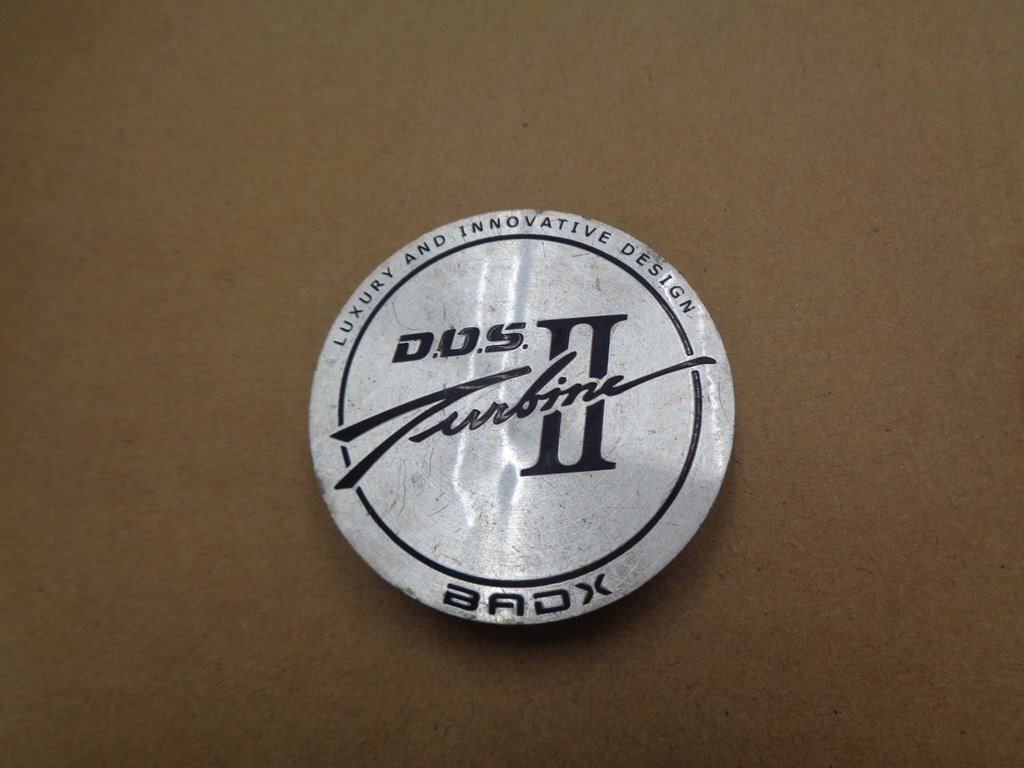 LUXURY AND INNOVATIVE DESIGN
D.O.S. II
Turbine
BADX